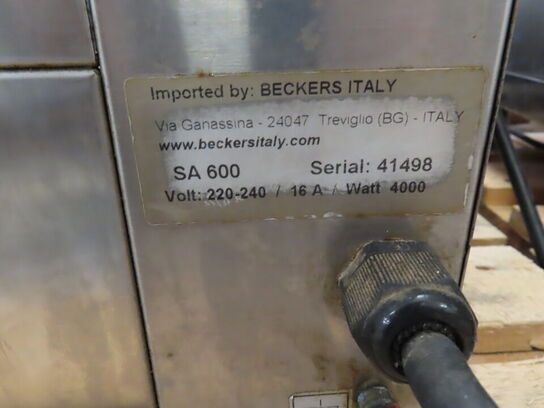 Imported by: BECKERS ITALY
Via Ganassina - 24047 Treviglio (BG) - ITALY
www.beckersitaly.com
SA 600 Serial: 41498
Volt: 220-240 / 16 A / Watt 4000